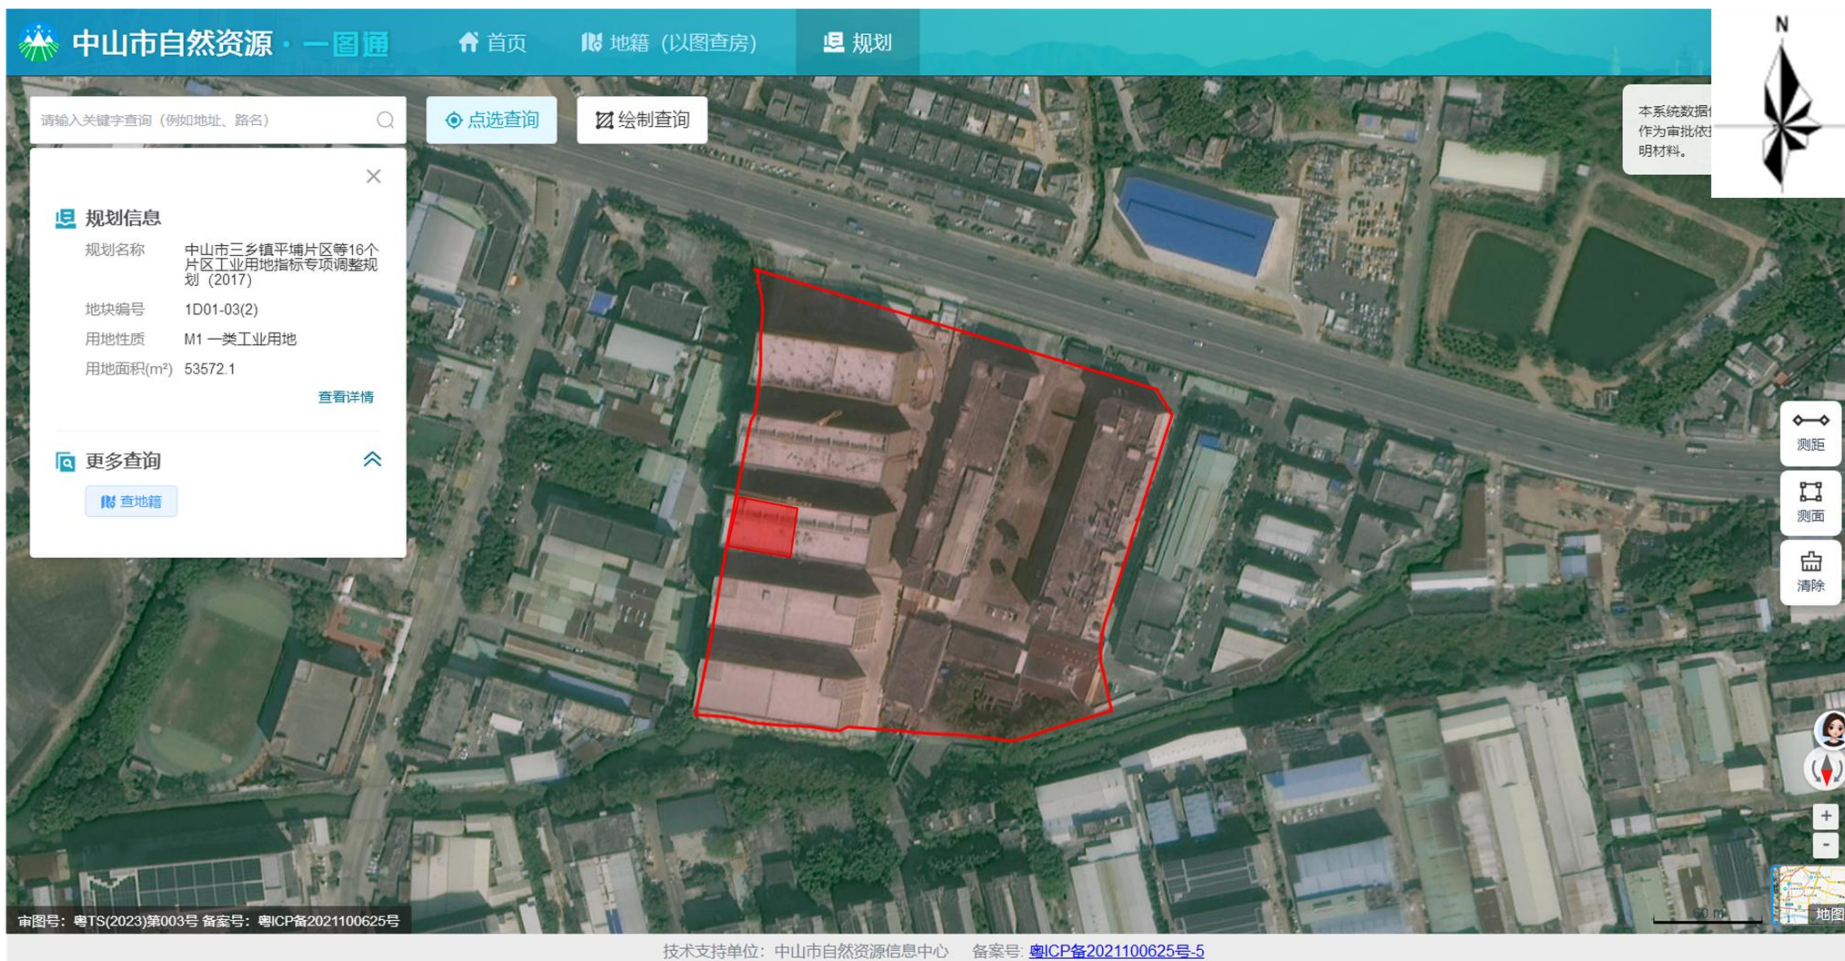 中山市自然资源·一图通
首页
地籍（以图查房）
规划
N
请输入关键字查询（例如地址、路名）
点选查询
绘制查询
本系统数据
作为审批依
明材料。
规划信息
规划名称 中山市三乡镇平埔片区等16个
片区工业用地指标专项调整规
划（2017）
地块编号 1D01-03(2)
用地性质 M1 一类工业用地
用地面积(m²) 53572.1
查看详情
更多查询
查地籍
测距
测面
清除
+
-
60 m
地图
审图号：粤TS(2023)第003号 备案号：粤ICP备2021100625号
技术支持单位：中山市自然资源信息中心 备案号: 粤ICP备2021100625号-5